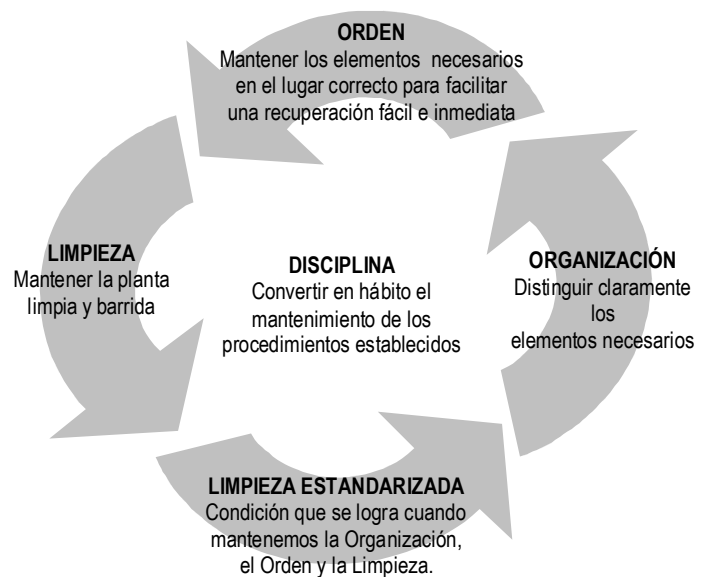 ORDEN
Mantener los elementos necesarios
en el lugar correcto para facilitar
una recuperación fácil e inmediata
LIMPIEZA
Mantener la planta
limpia y barrida
DISCIPLINA
Convertir en hábito el
mantenimiento de los
procedimientos establecidos
ORGANIZACIÓN
Distinguir claramente
los
elementos necesarios
LIMPIEZA ESTANDARIZADA
Condición que se logra cuando
mantenemos la Organización,
el Orden y la Limpieza.